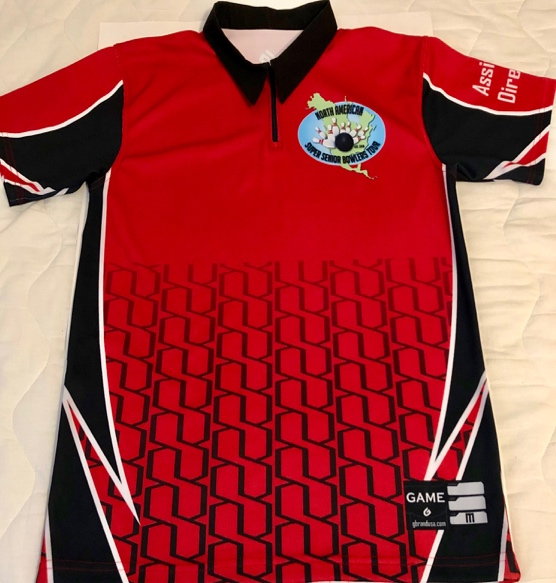 NORTH AMERICAN
SUPER SENIOR BOWLERS TOUR
Assi
Dire
GAME
gbrandusa.com
m